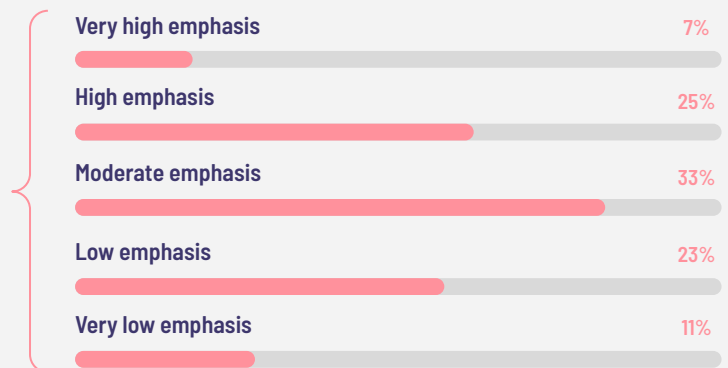 Very high emphasis 7%
High emphasis 25%
Moderate emphasis 33%
Low emphasis 23%
Very low emphasis 11%